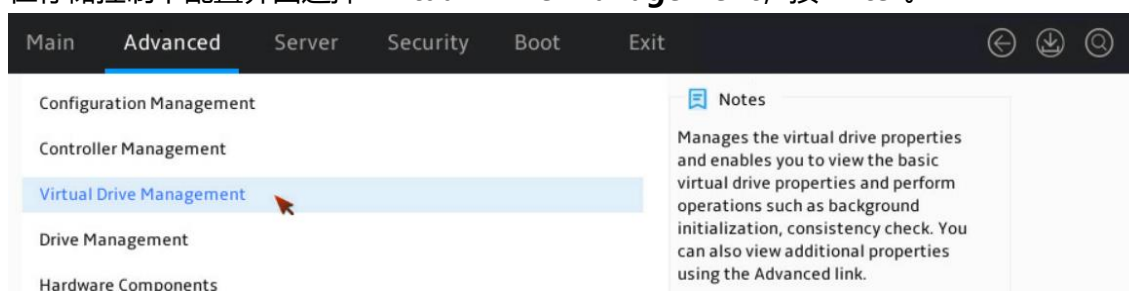 Main Advanced Server Security Boot Exit
Configuration Management
Controller Management
Virtual Drive Management
Drive Management
Hardware Components
Notes
Manages the virtual drive properties
and enables you to view the basic
virtual drive properties and perform
operations such as background
initialization, consistency check. You
can also view additional properties
using the Advanced link.